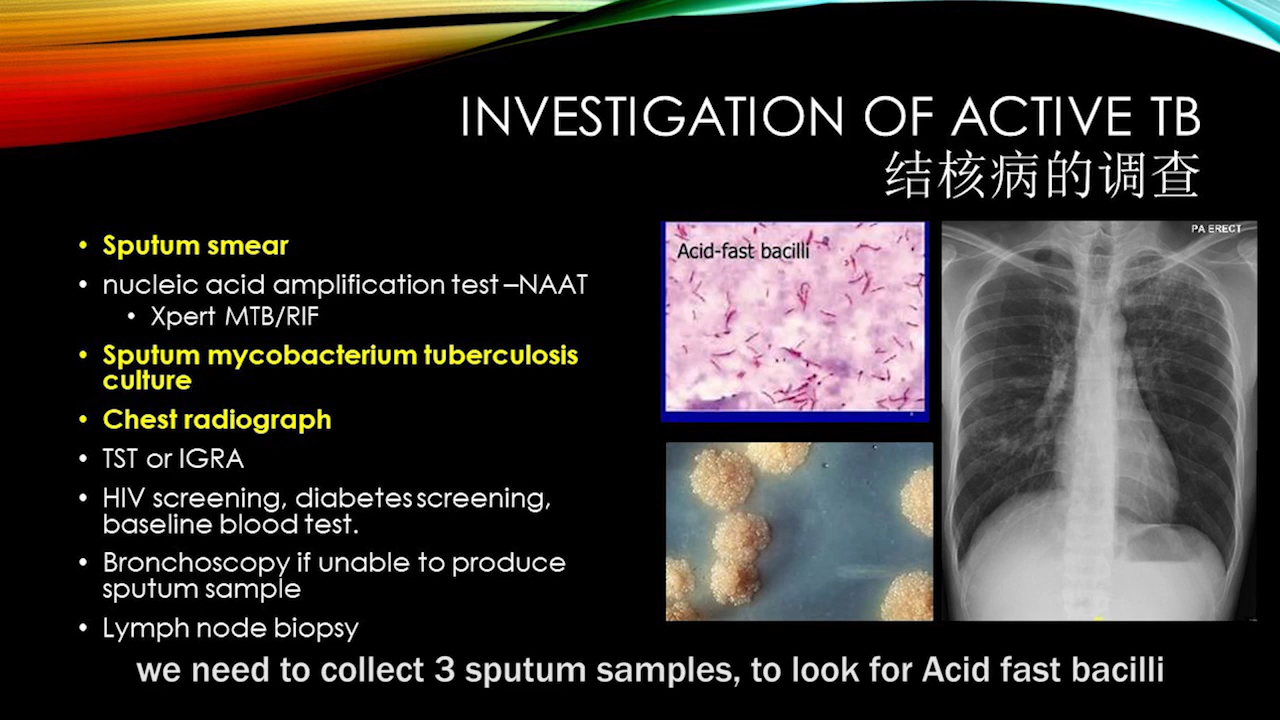 INVESTIGATION OF ACTIVE TB
结核病的调查
• Sputum smear
• nucleic acid amplification test –NAAT
• Xpert MTB/RIF
• Sputum mycobacterium tuberculosis
culture
• Chest radiograph
• TST or IGRA
• HIV screening, diabetes screening,
baseline blood test.
• Bronchoscopy if unable to produce
sputum sample
• Lymph node biopsy
Acid-fast bacilli
PA ERECT
we need to collect 3 sputum samples, to look for Acid fast bacilli